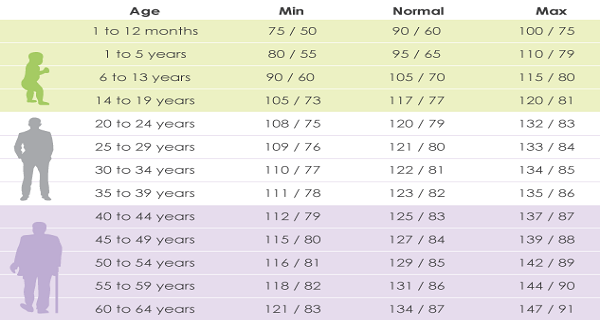 Age Min Normal Max
1 to 12 months 75 / 50 90 / 60 100 / 75
1 to 5 years 80 / 55 95 / 65 110 / 79
6 to 13 years 90 / 60 105 / 70 115 / 80
14 to 19 years 105 / 73 117 / 77 120 / 81
20 to 24 years 108 / 75 120 / 79 132 / 83
25 to 29 years 109 / 76 121 / 80 133 / 84
30 to 34 years 110 / 77 122 / 81 134 / 85
35 to 39 years 111 / 78 123 / 82 135 / 86
40 to 44 years 112 / 79 125 / 83 137 / 87
45 to 49 years 115 / 80 127 / 84 139 / 88
50 to 54 years 116 / 81 129 / 85 142 / 89
55 to 59 years 118 / 82 131 / 86 144 / 90
60 to 64 years 121 / 83 134 / 87 147 / 91